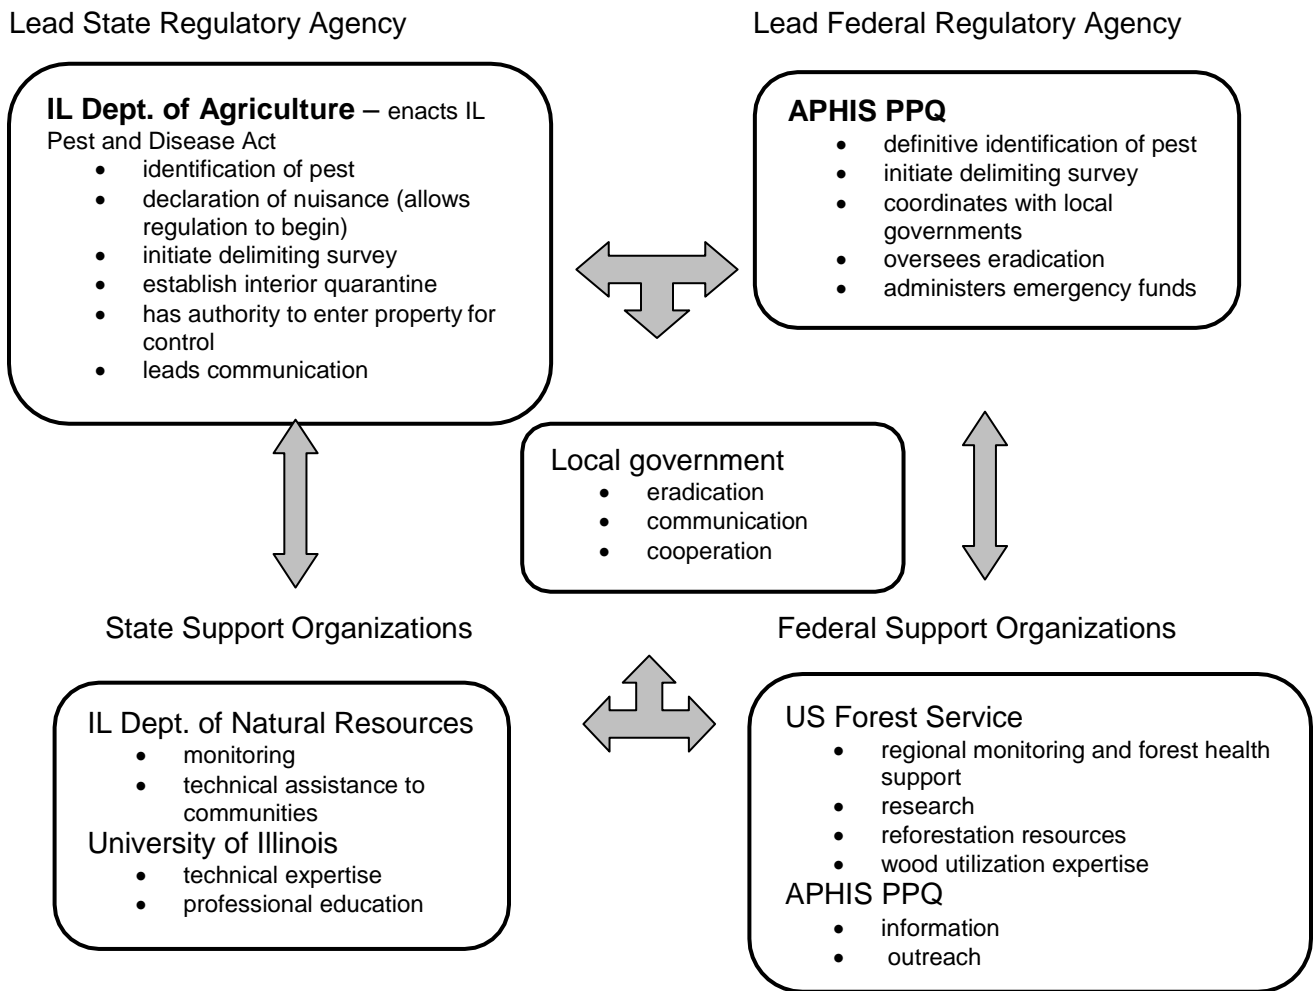 Lead State Regulatory Agency
Lead Federal Regulatory Agency
IL Dept. of Agriculture – enacts IL
Pest and Disease Act
• identification of pest
• declaration of nuisance (allows
regulation to begin)
• initiate delimiting survey
• establish interior quarantine
• has authority to enter property for
control
• leads communication
APHIS PPQ
• definitive identification of pest
• initiate delimiting survey
• coordinates with local
governments
• oversees eradication
• administers emergency funds
Local government
• eradication
• communication
• cooperation
State Support Organizations
Federal Support Organizations
IL Dept. of Natural Resources
• monitoring
• technical assistance to
communities
University of Illinois
• technical expertise
• professional education
US Forest Service
• regional monitoring and forest health
support
• research
• reforestation resources
• wood utilization expertise
APHIS PPQ
• information
• outreach